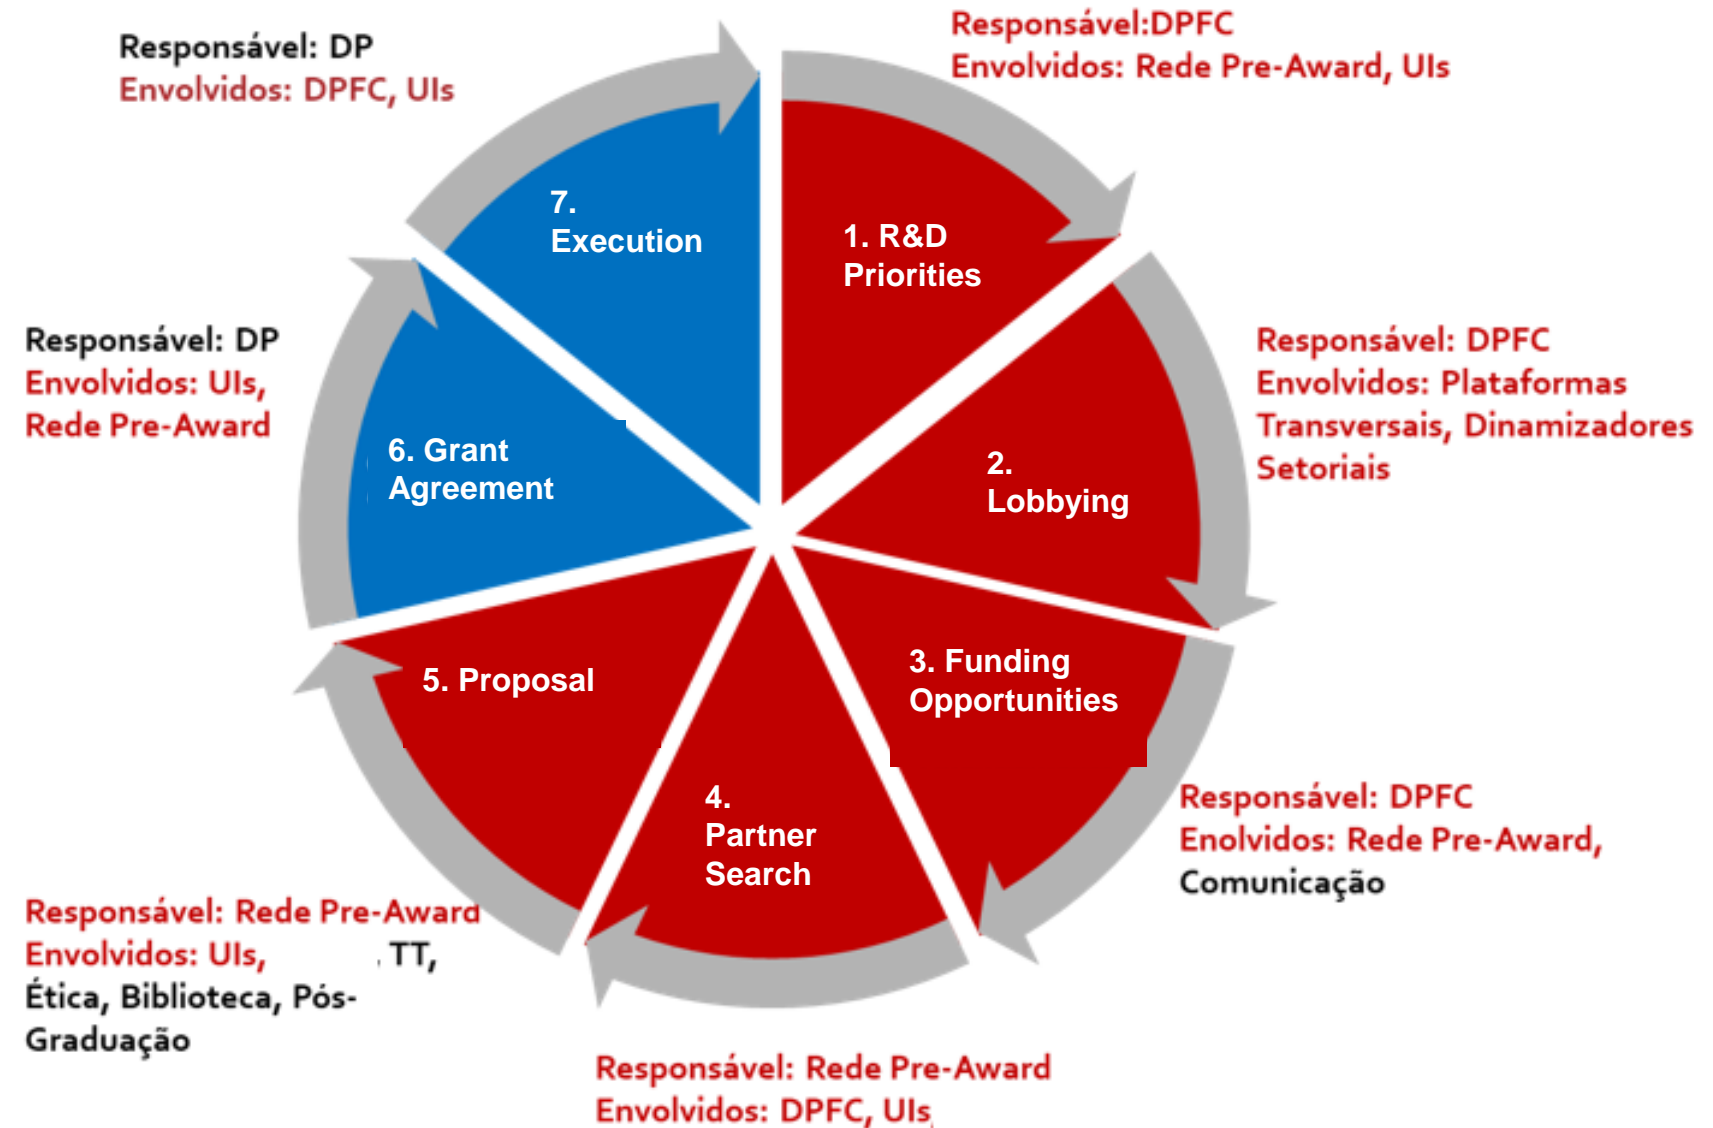 Responsável:DPFC
Envolvidos: Rede Pre-Award, UIs
1. R&D
Priorities
Responsável: DPFC
Envolvidos: Plataformas
Transversais, Dinamizadores
Setoriais
2.
Lobbying
3. Funding
Opportunities
Responsável: DPFC
Enolvidos: Rede Pre-Award,
Comunicação
4.
Partner
Search
Responsável: Rede Pre-Award
Envolvidos: DPFC, UIs
5. Proposal
Responsável: Rede Pre-Award
Envolvidos: UIs, , TT,
Ética, Biblioteca, Pós-
Graduação
6. Grant
Agreement
Responsável: DP
Envolvidos: UIs,
Rede Pre-Award
7.
Execution
Responsável: DP
Envolvidos: DPFC, UIs